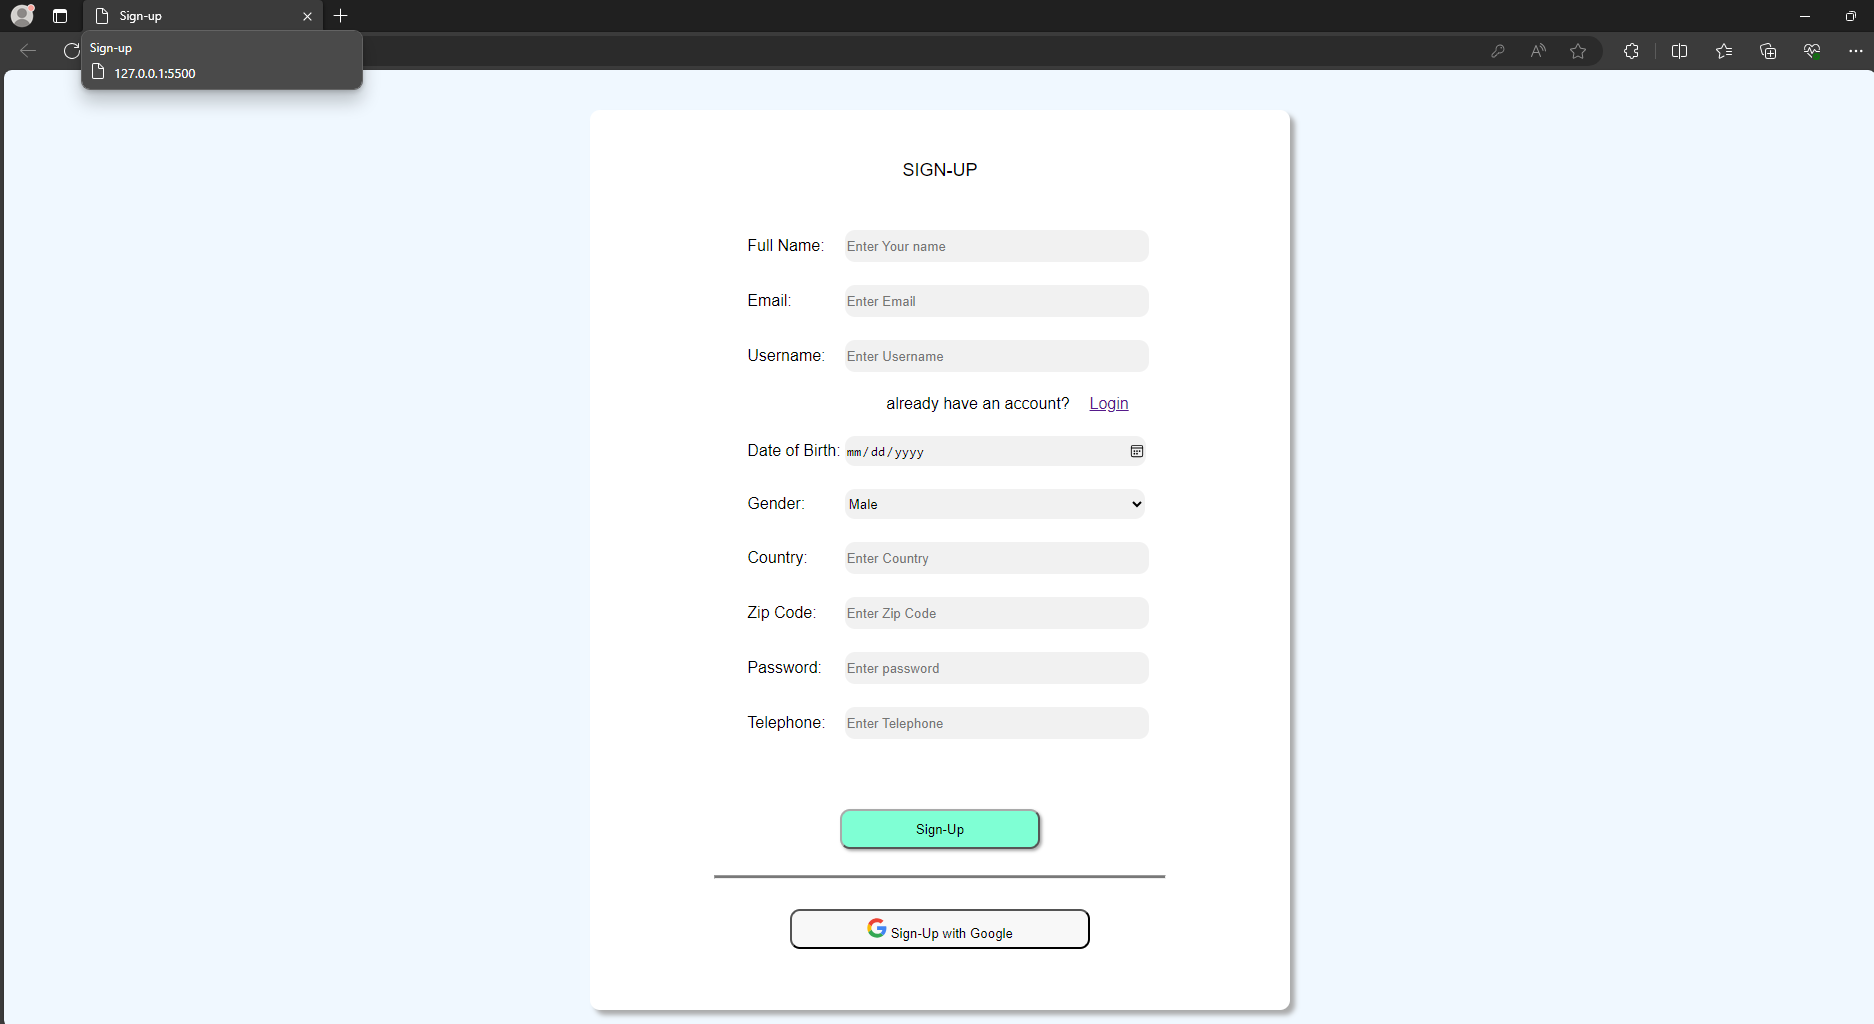 Sign-up
Sign-up
127.0.0.1:5500
SIGN-UP
Full Name: Enter Your name
Email: Enter Email
Username: Enter Username
already have an account? Login
Date of Birth: mm/dd/yyyy
Gender: Male
Country: Enter Country
Zip Code: Enter Zip Code
Password: Enter password
Telephone: Enter Telephone
Sign-Up
Sign-Up with Google